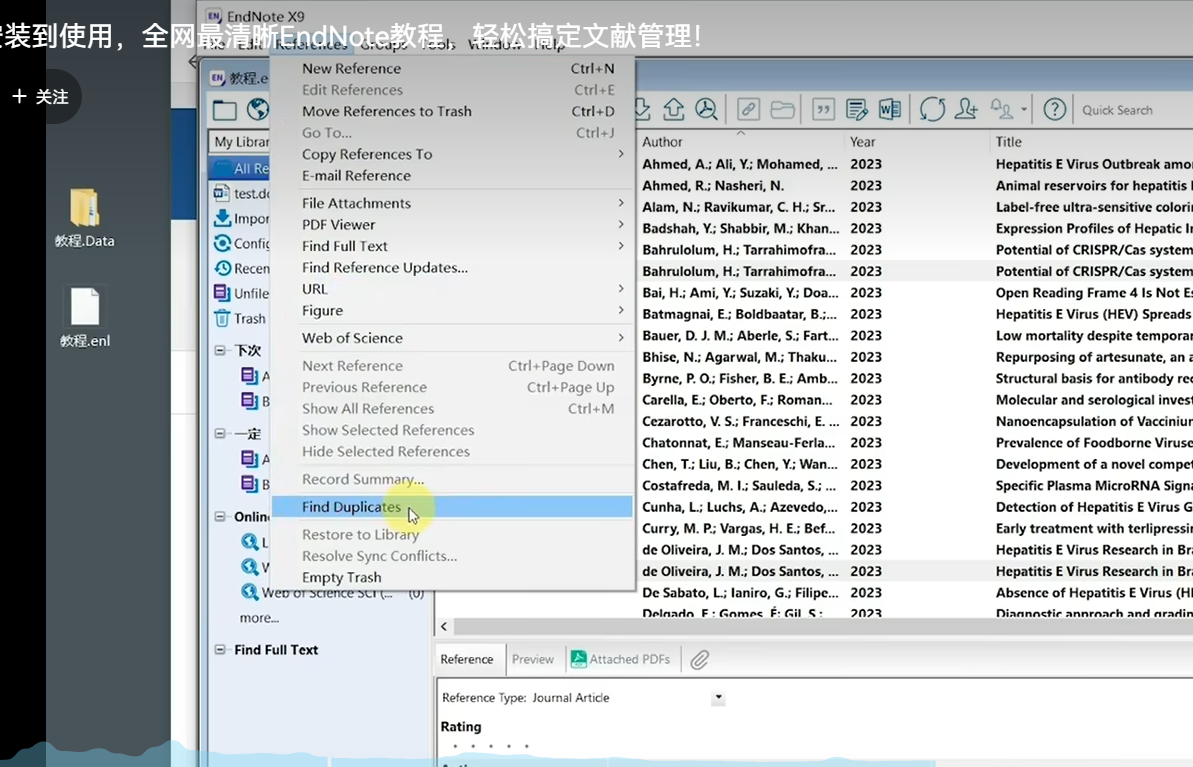 EndNote X9
装到使用，全网最清晰EndNote教程，轻松搞定文献管理！
References Groups Tools Window Help
+ 关注
教程.e
My Librar
All Re
test.do
Impor
Config
Recen
Unfile
Trash
下次
A
B
一定
A
B
Online
L
W
Web of Science SCI (... (0)
more...
Find Full Text
教程.Data
教程.enl
New Reference Ctrl+N
Edit References Ctrl+E
Move References to Trash Ctrl+D
Go To... Ctrl+J
Copy References To
E-mail Reference
File Attachments
PDF Viewer
Find Full Text
Find Reference Updates...
URL
Figure
Web of Science
Next Reference Ctrl+Page Down
Previous Reference Ctrl+Page Up
Show All References Ctrl+M
Show Selected References
Hide Selected References
Record Summary...
Find Duplicates
Restore to Library
Resolve Sync Conflicts...
Empty Trash
Quick Search
Author Year Title
Ahmed, A.; Ali, Y.; Mohamed, ... 2023 Hepatitis E Virus Outbreak amo
Ahmed, R.; Nasheri, N. 2023 Animal reservoirs for hepatitis
Alam, N.; Ravikumar, C. H.; Sr... 2023 Label-free ultra-sensitive colori
Badshah, Y.; Shabbir, M.; Khan... 2023 Expression Profiles of Hepatic I
Bahrulolum, H.; Tarrahimofra... 2023 Potential of CRISPR/Cas system
Bahrulolum, H.; Tarrahimofra... 2023 Potential of CRISPR/Cas system
Bai, H.; Ami, Y.; Suzaki, Y.; Doa... 2023 Open Reading Frame 4 Is Not Es
Batmagnai, E.; Boldbaatar, B.;... 2023 Hepatitis E Virus (HEV) Spreads
Bauer, D. J. M.; Aberle, S.; Fart... 2023 Low mortality despite tempora
Bhise, N.; Agarwal, M.; Thaku... 2023 Repurposing of artesunate, an a
Byrne, P. O.; Fisher, B. E.; Amb... 2023 Structural basis for antibody rec
Carella, E.; Oberto, F.; Roman... 2023 Molecular and serological invest
Cezarotto, V. S.; Franceschi, E. ... 2023 Nanoencapsulation of Vacciniun
Chatonnat, E.; Manseau-Ferla... 2023 Prevalence of Foodborne Viruse
Chen, T.; Liu, B.; Chen, Y.; Wan... 2023 Development of a novel compet
Costafreda, M. I.; Sauleda, S.; ... 2023 Specific Plasma MicroRNA Signa
Cunha, L.; Luchs, A.; Azevedo,... 2023 Detection of Hepatitis E Virus G
Curry, M. P.; Vargas, H. E.; Bef... 2023 Early treatment with terlipressin
de Oliveira, J. M.; Dos Santos, ... 2023 Hepatitis E Virus Research in Bra
de Oliveira, J. M.; Dos Santos, ... 2023 Hepatitis E Virus Research in Bra
De Sabato, L.; Ianiro, G.; Filipe... 2023 Absence of Hepatitis E Virus (HE
Delgado, F.; Gomes, É; Gil, S.; 2023 Diagnostic approach and gradin
Reference Preview Attached PDFs
Reference Type: Journal Article
Rating